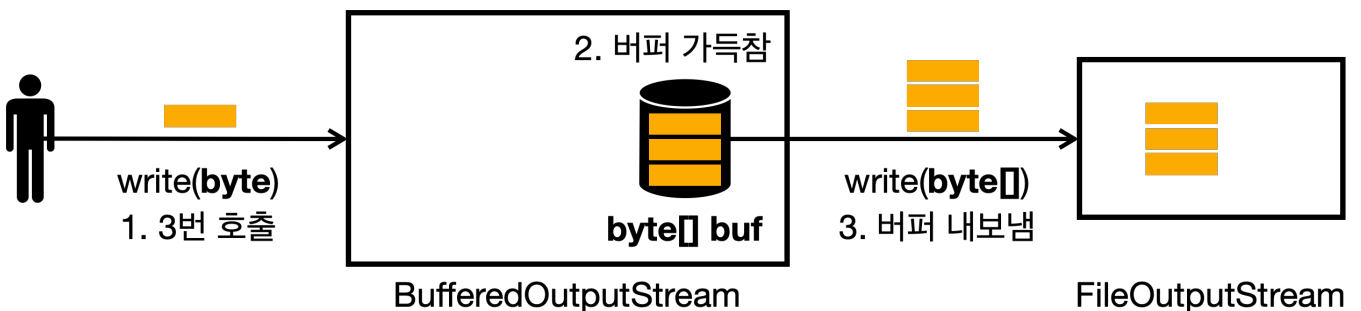 2. 버퍼 가득참
write(byte)
1. 3번 호출
byte[] buf
write(byte[])
3. 버퍼 내보냄
BufferedOutputStream
FileOutputStream